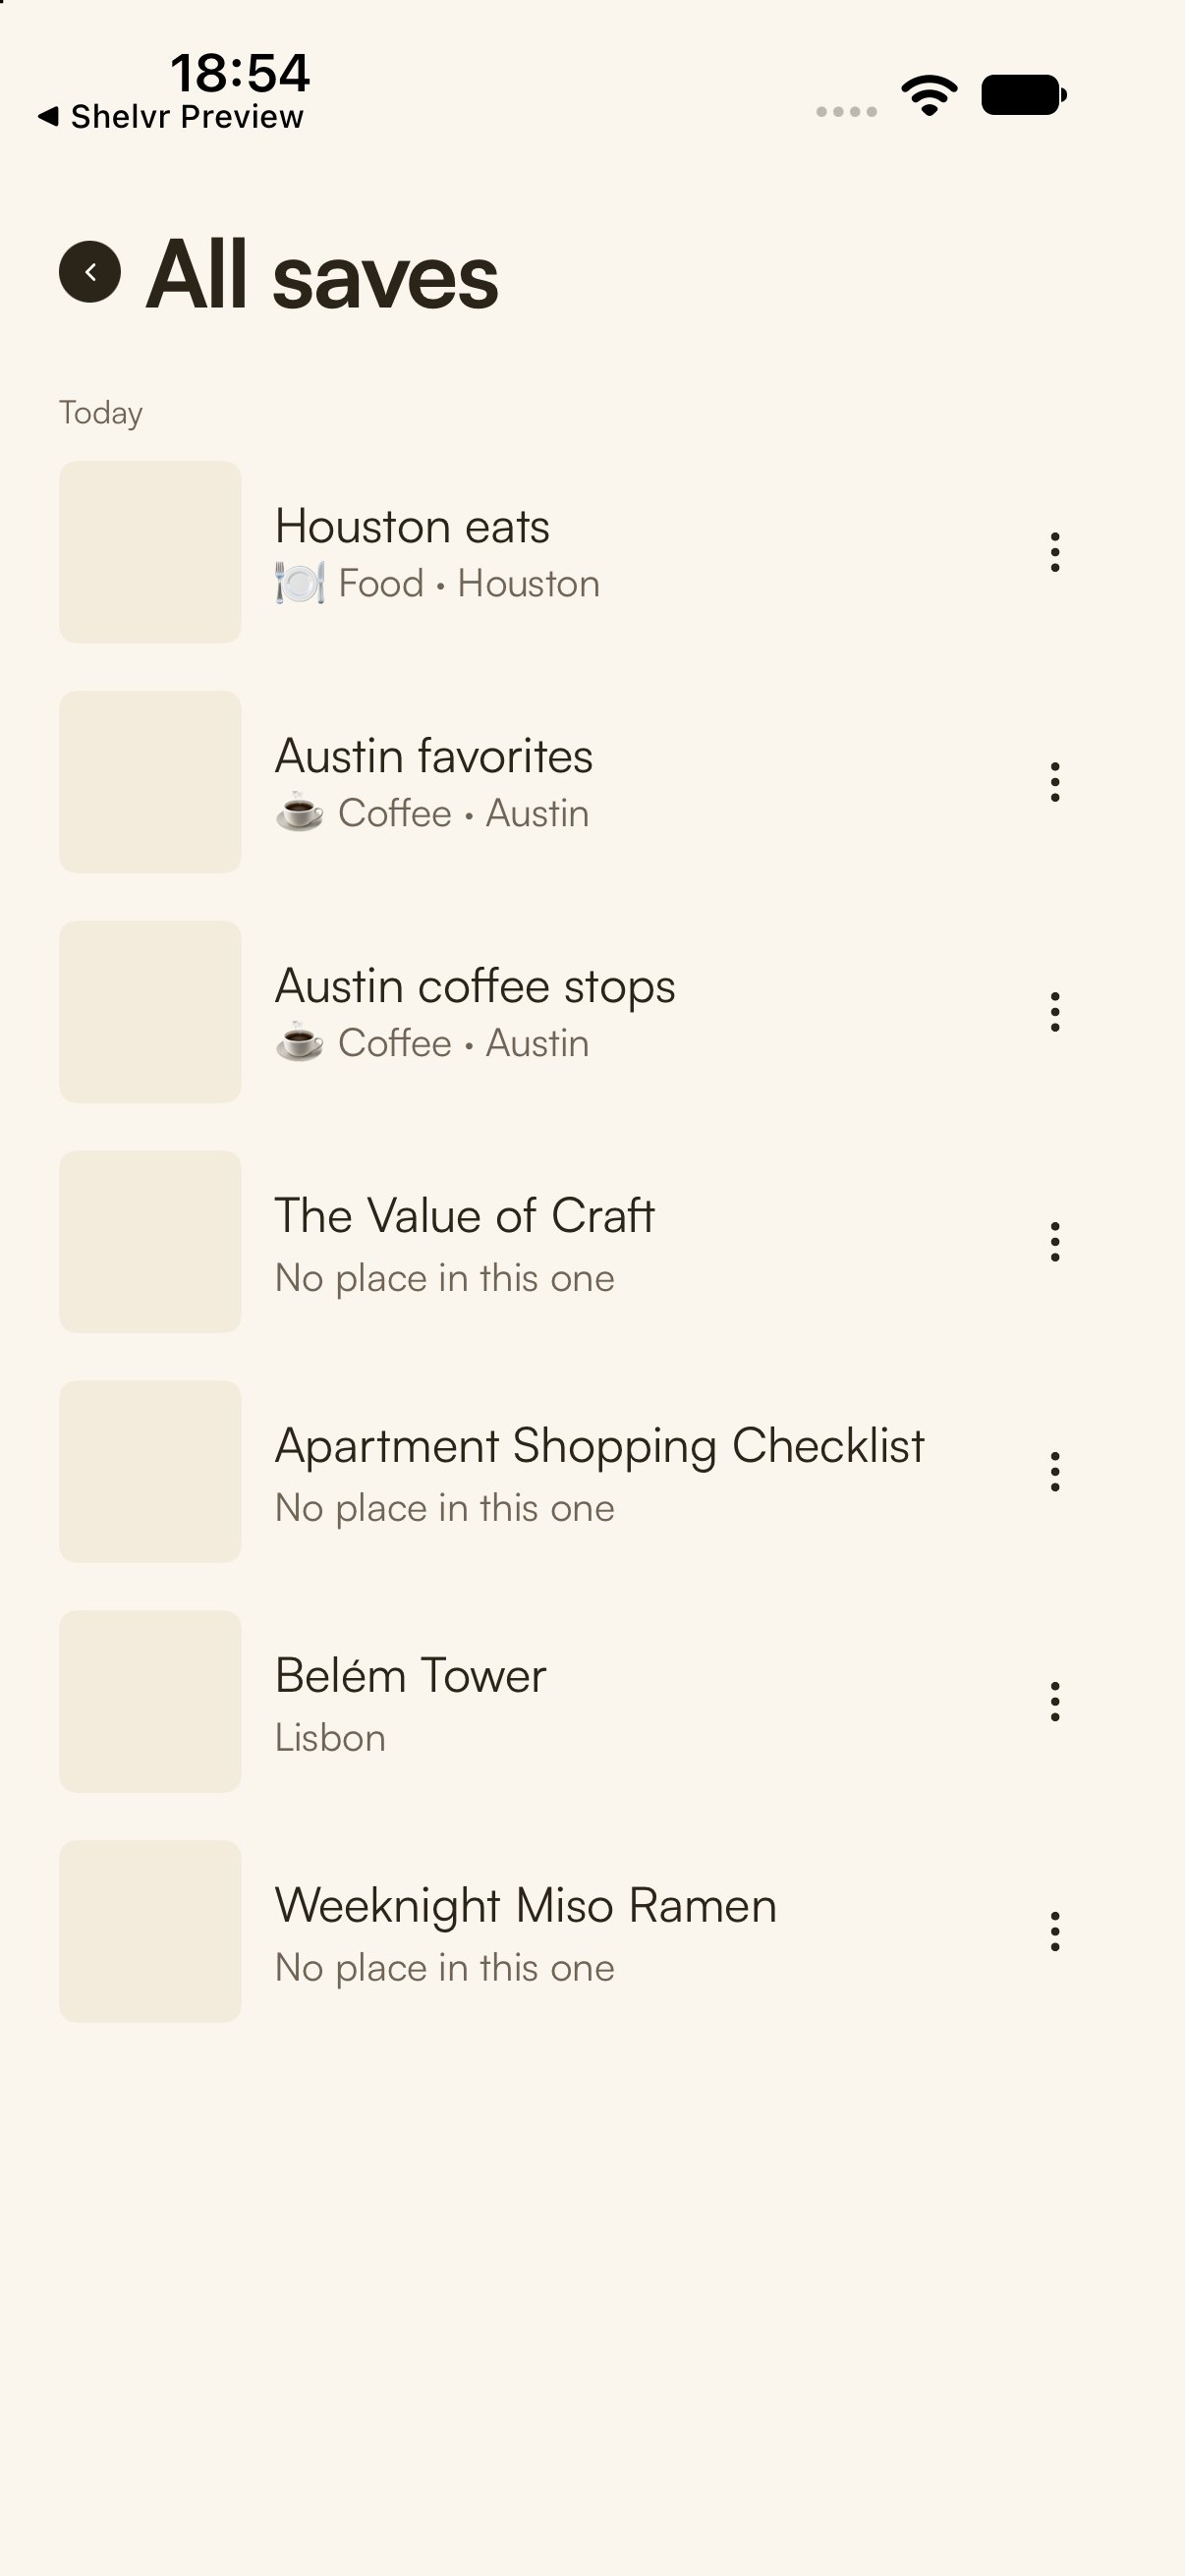 18:54
◀ Shelvr Preview
All saves
Today
Houston eats
🍽️ Food · Houston
Austin favorites
☕ Coffee · Austin
Austin coffee stops
☕ Coffee · Austin
The Value of Craft
No place in this one
Apartment Shopping Checklist
No place in this one
Belém Tower
Lisbon
Weeknight Miso Ramen
No place in this one